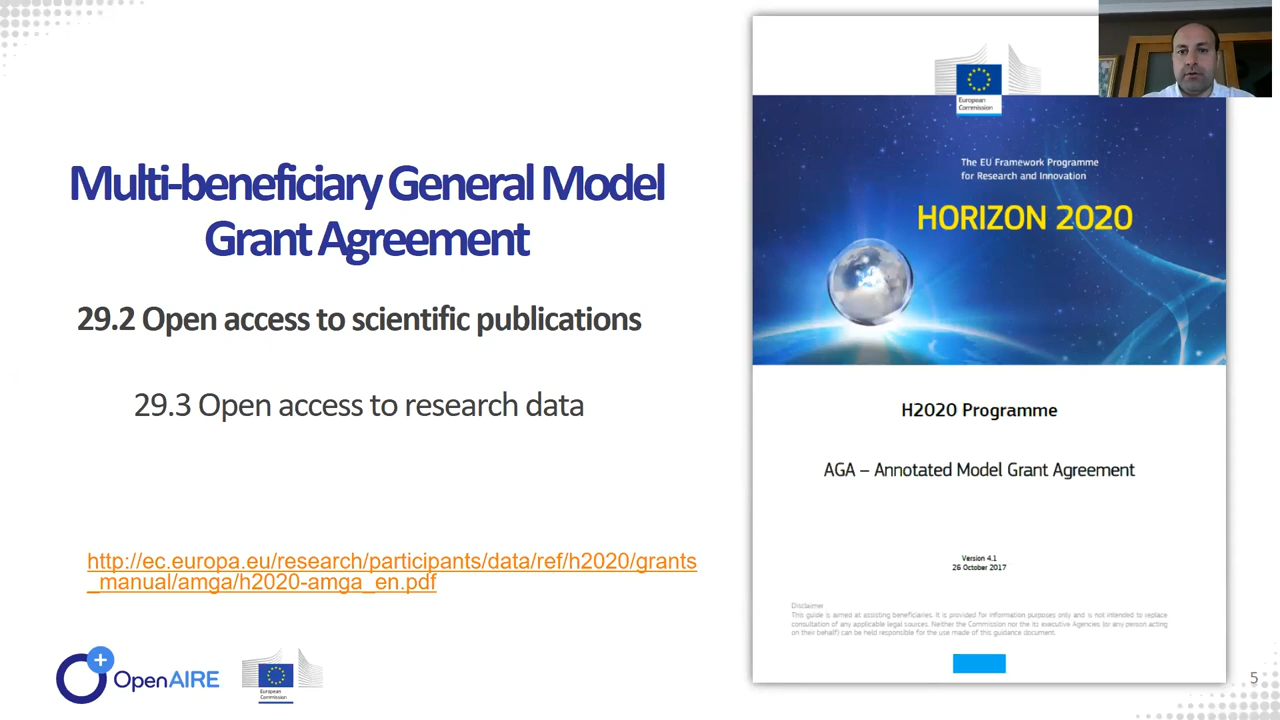 Multi-beneficiary General Model
Grant Agreement
29.2 Open access to scientific publications
29.3 Open access to research data
http://ec.europa.eu/research/participants/data/ref/h2020/grants
_manual/amga/h2020-amga_en.pdf
OpenAIRE
European
Commission
European
Commission
The EU Framework Programme
for Research and Innovation
HORIZON 2020
H2020 Programme
AGA – Annotated Model Grant Agreement
Version 4.1
26 October 2017
Disclaimer
This guide is aimed at assisting beneficiaries. It is provided for information purposes only and is not intended to replace
consultation of any applicable legal sources. Neither the Commission nor the its executive Agencies (or any person acting
on their behalf) can be held responsible for the use made of this guidance document.
5